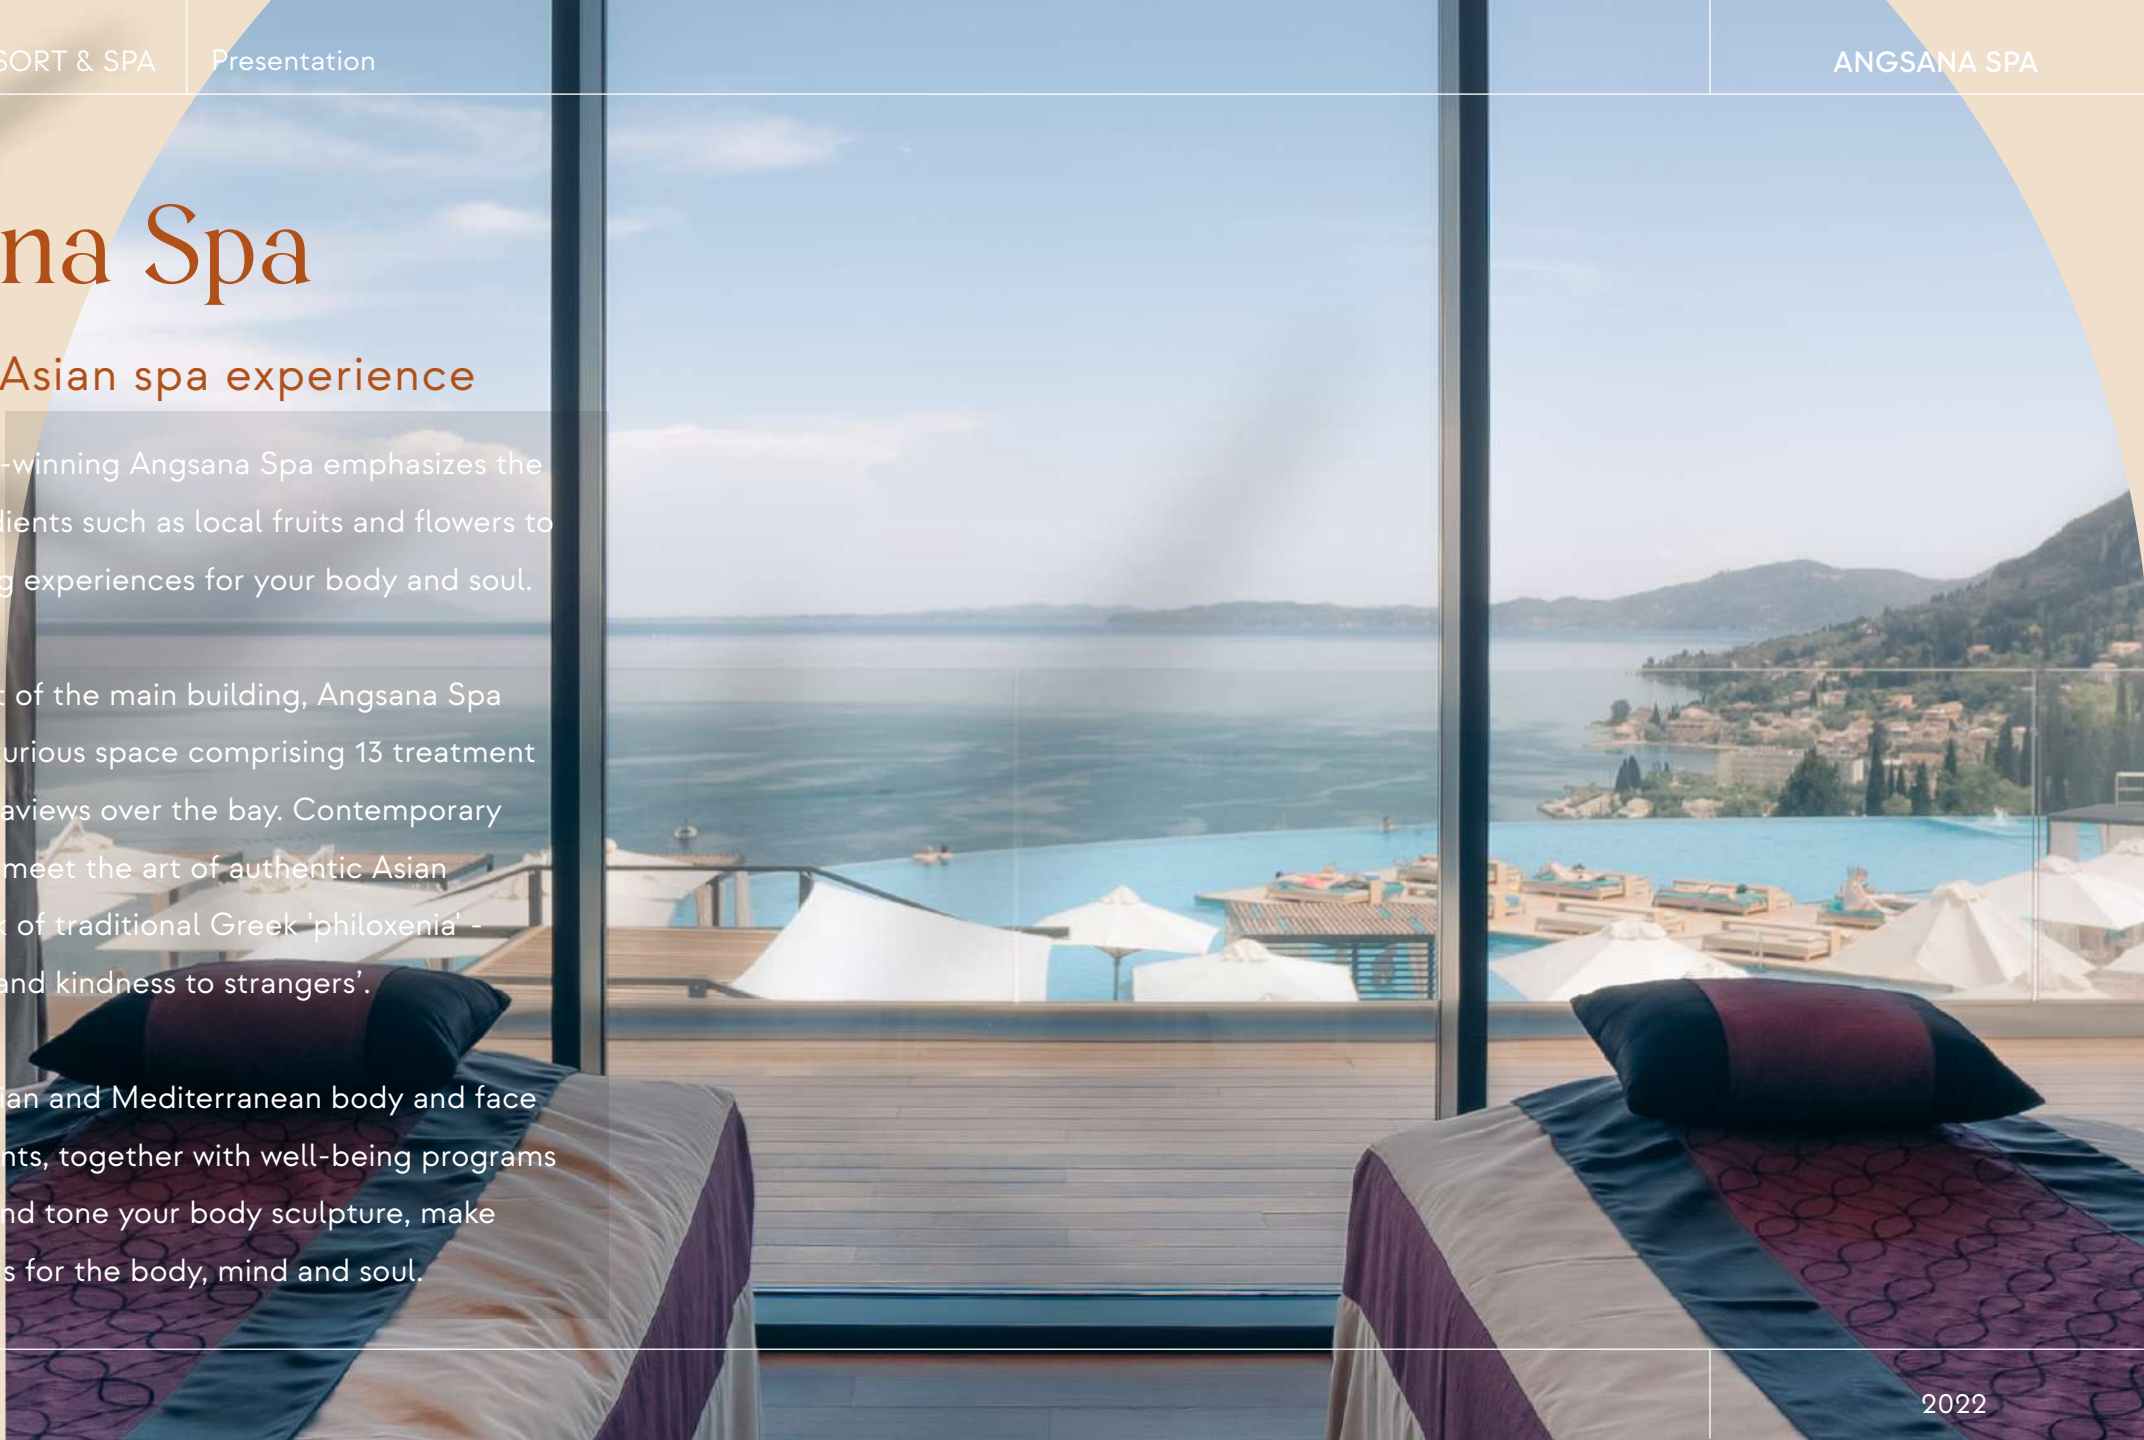 SORT & SPA
Presentation
ANGSANA SPA
na Spa
Asian spa experience
-winning Angsana Spa emphasizes the
dients such as local fruits and flowers to
g experiences for your body and soul.
t of the main building, Angsana Spa
urious space comprising 13 treatment
aviews over the bay. Contemporary
meet the art of authentic Asian
k of traditional Greek 'philoxenia' -
and kindness to strangers’.
ian and Mediterranean body and face
nts, together with well-being programs
nd tone your body sculpture, make
s for the body, mind and soul.
2022